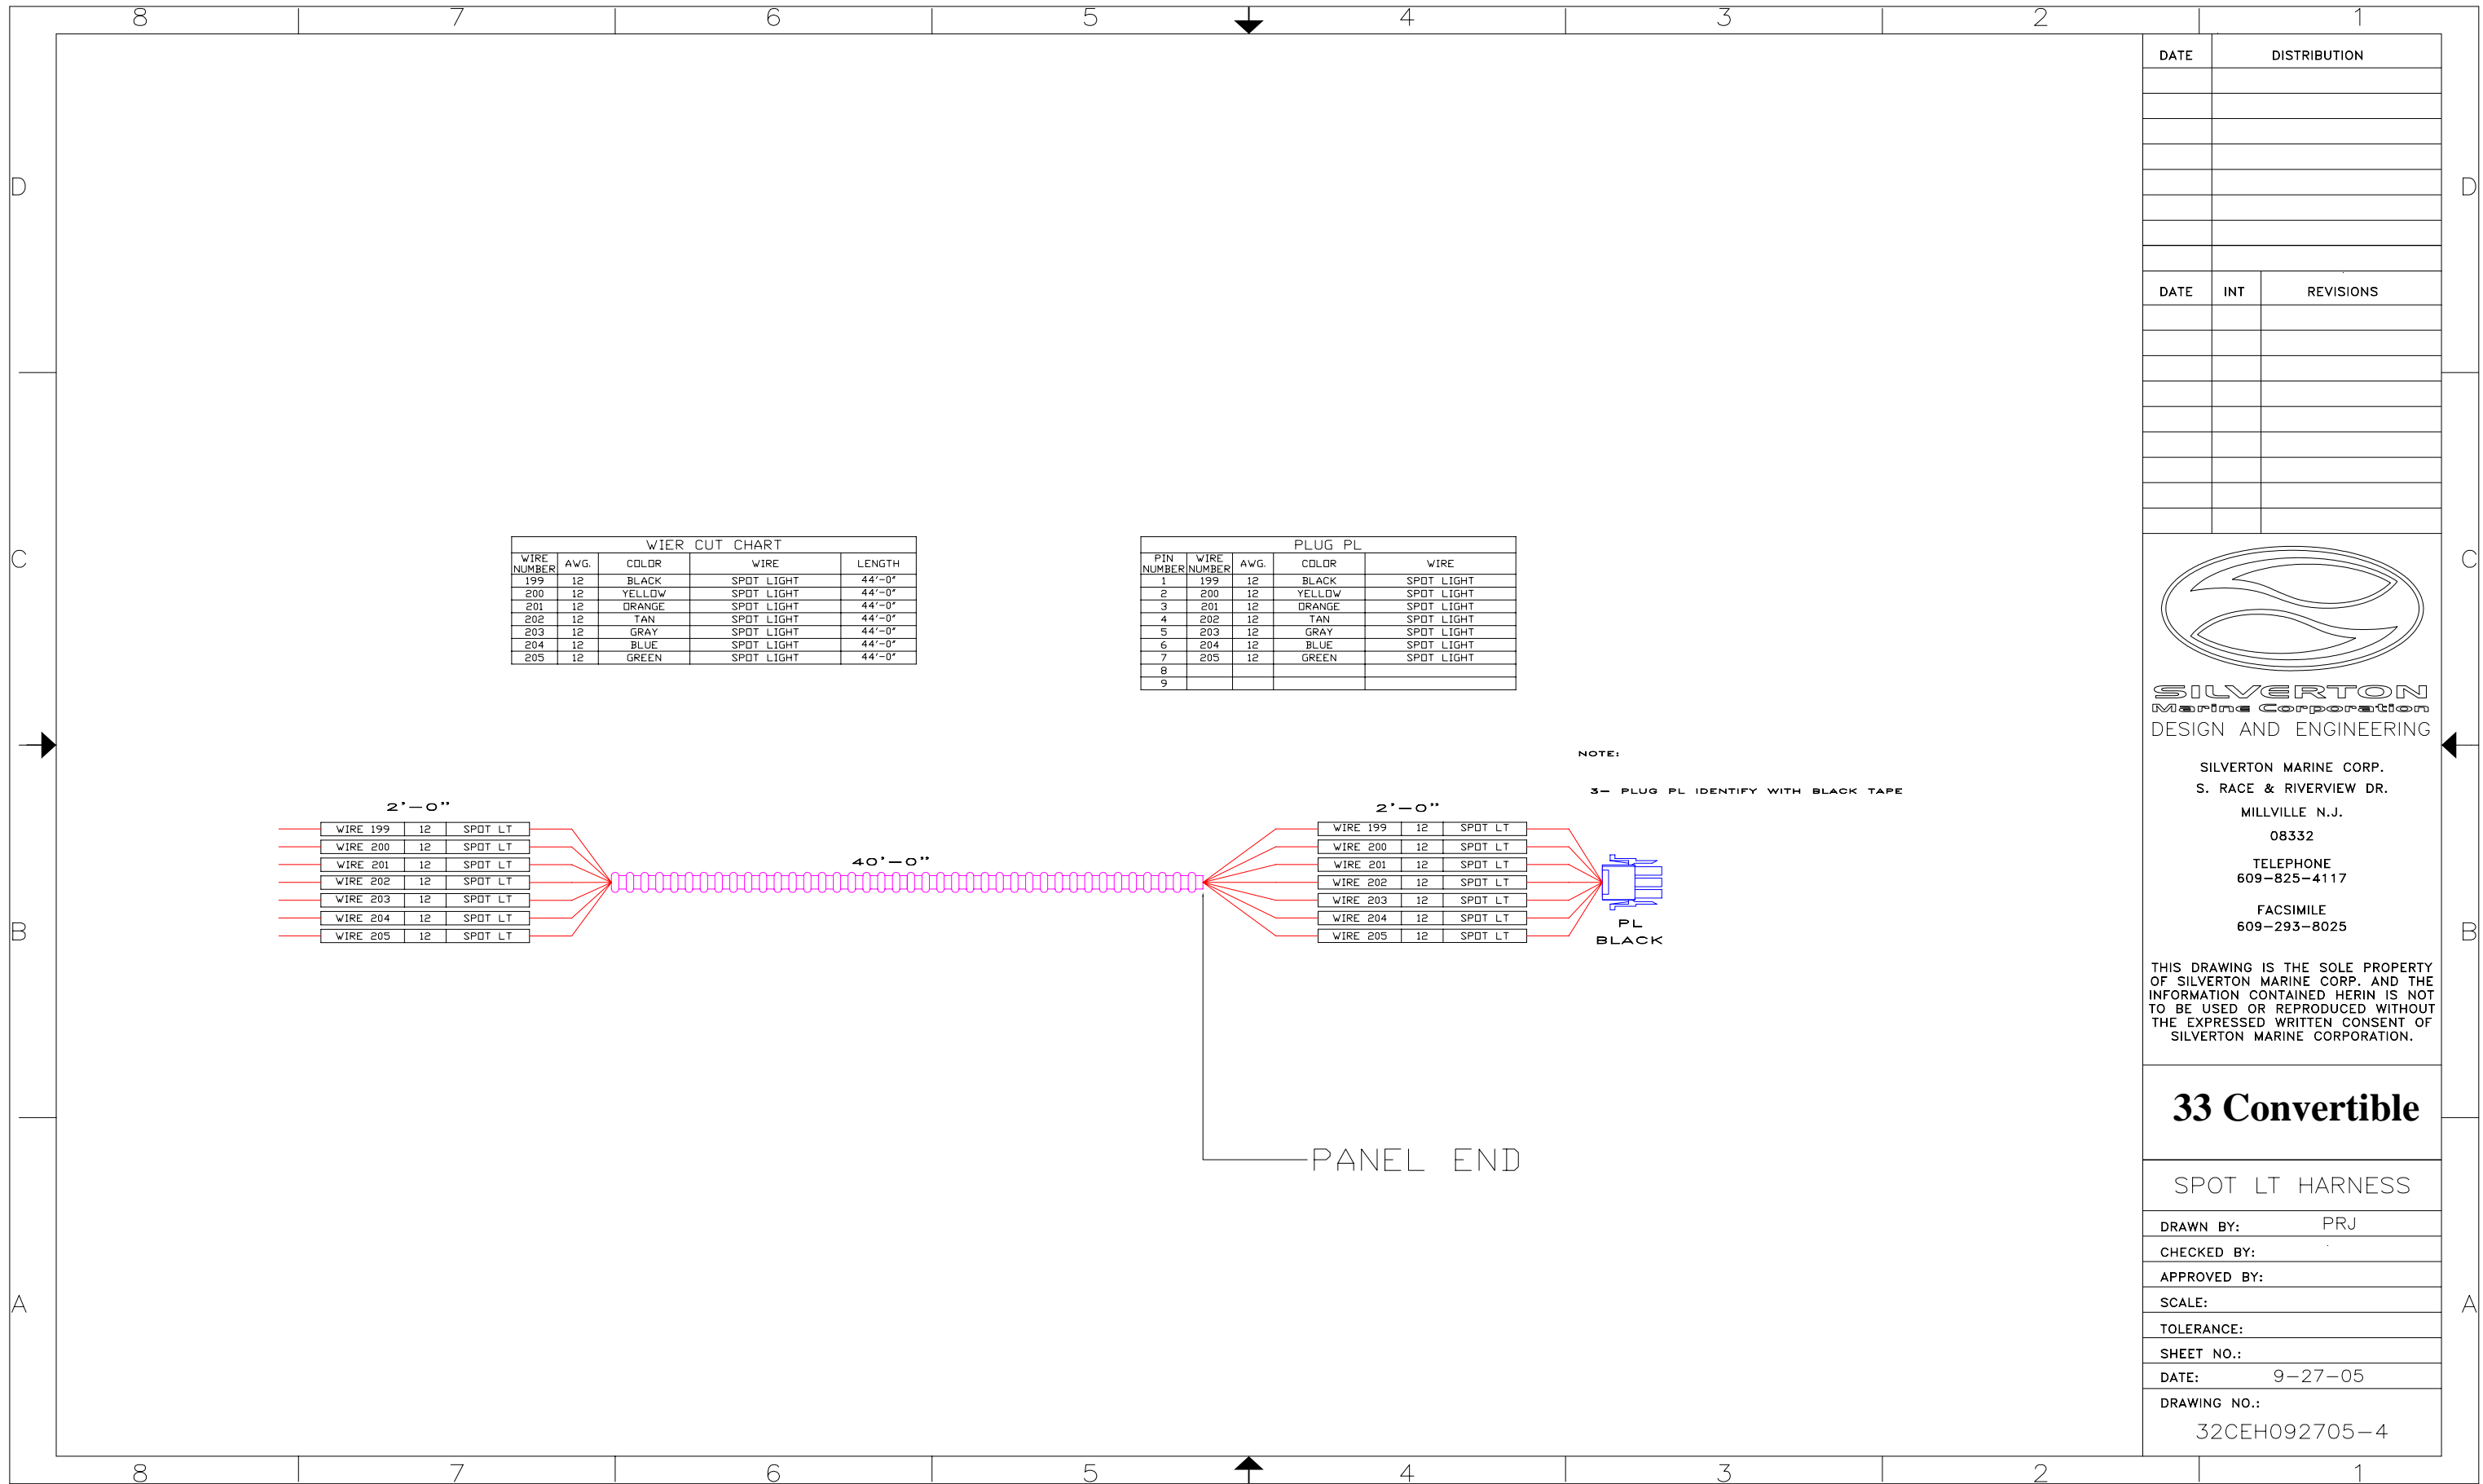 8 7 6 5 4 3 2 1
D D
C C
B B
A A
WIER CUT CHART
WIRE NUMBER AWG. COLOR WIRE LENGTH
199 12 BLACK SPOT LIGHT 44'-0"
200 12 YELLOW SPOT LIGHT 44'-0"
201 12 ORANGE SPOT LIGHT 44'-0"
202 12 TAN SPOT LIGHT 44'-0"
203 12 GRAY SPOT LIGHT 44'-0"
204 12 BLUE SPOT LIGHT 44'-0"
205 12 GREEN SPOT LIGHT 44'-0"
PLUG PL
PIN NUMBER WIRE NUMBER AWG. COLOR WIRE
1 199 12 BLACK SPOT LIGHT
2 200 12 YELLOW SPOT LIGHT
3 201 12 ORANGE SPOT LIGHT
4 202 12 TAN SPOT LIGHT
5 203 12 GRAY SPOT LIGHT
6 204 12 BLUE SPOT LIGHT
7 205 12 GREEN SPOT LIGHT
8
9
NOTE:
3- PLUG PL IDENTIFY WITH BLACK TAPE
2'-0"
WIRE 199 12 SPOT LT
WIRE 200 12 SPOT LT
WIRE 201 12 SPOT LT
WIRE 202 12 SPOT LT
WIRE 203 12 SPOT LT
WIRE 204 12 SPOT LT
WIRE 205 12 SPOT LT
40'-0"
2'-0"
WIRE 199 12 SPOT LT
WIRE 200 12 SPOT LT
WIRE 201 12 SPOT LT
WIRE 202 12 SPOT LT
WIRE 203 12 SPOT LT
WIRE 204 12 SPOT LT
WIRE 205 12 SPOT LT
PL
BLACK
PANEL END
DATE DISTRIBUTION
DATE INT REVISIONS
SILVERTON
Marine Corporation
DESIGN AND ENGINEERING
SILVERTON MARINE CORP.
S. RACE & RIVERVIEW DR.
MILLVILLE N.J.
08332
TELEPHONE
609-825-4117
FACSIMILE
609-293-8025
THIS DRAWING IS THE SOLE PROPERTY
OF SILVERTON MARINE CORP. AND THE
INFORMATION CONTAINED HERIN IS NOT
TO BE USED OR REPRODUCED WITHOUT
THE EXPRESSED WRITTEN CONSENT OF
SILVERTON MARINE CORPORATION.
33 Convertible
SPOT LT HARNESS
DRAWN BY: PRJ
CHECKED BY:
APPROVED BY:
SCALE:
TOLERANCE:
SHEET NO.:
DATE: 9-27-05
DRAWING NO.:
32CEH092705-4
8 7 6 5 4 3 2 1